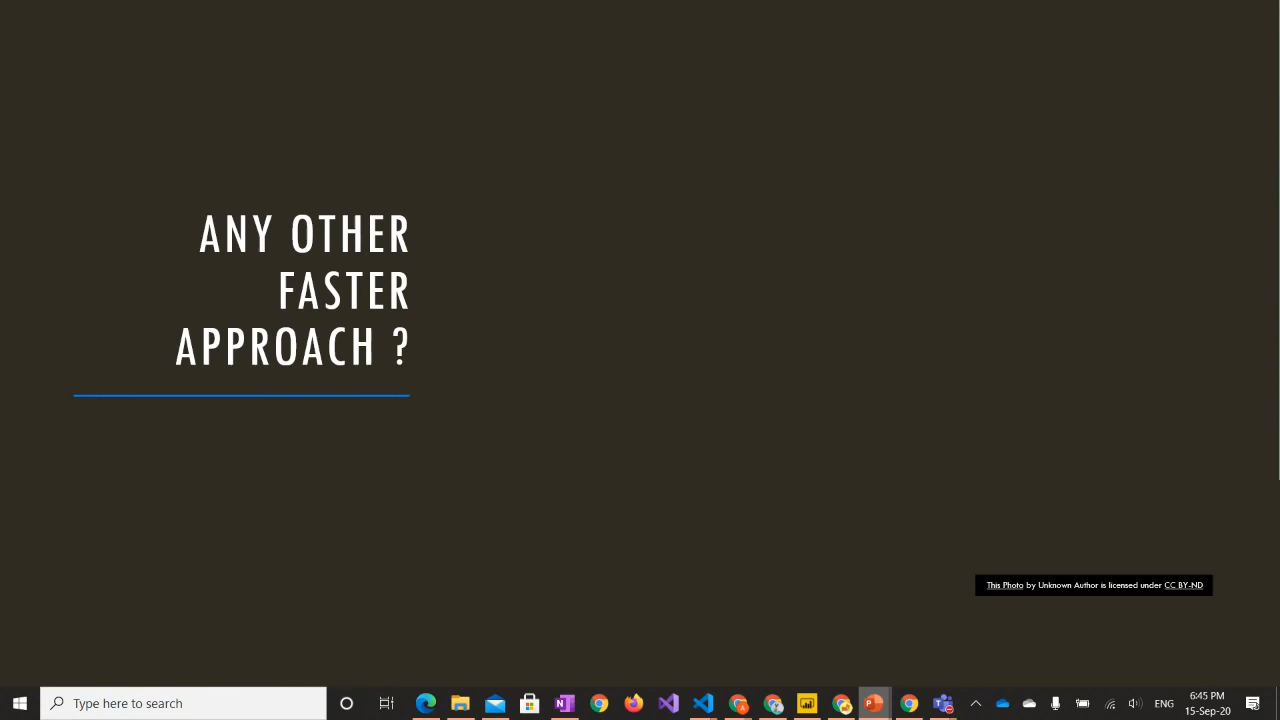 ANY OTHER
FASTER
APPROACH ?
This Photo by Unknown Author is licensed under CC BY-ND
Type here to search
ENG
6:45 PM
15-Sep-20